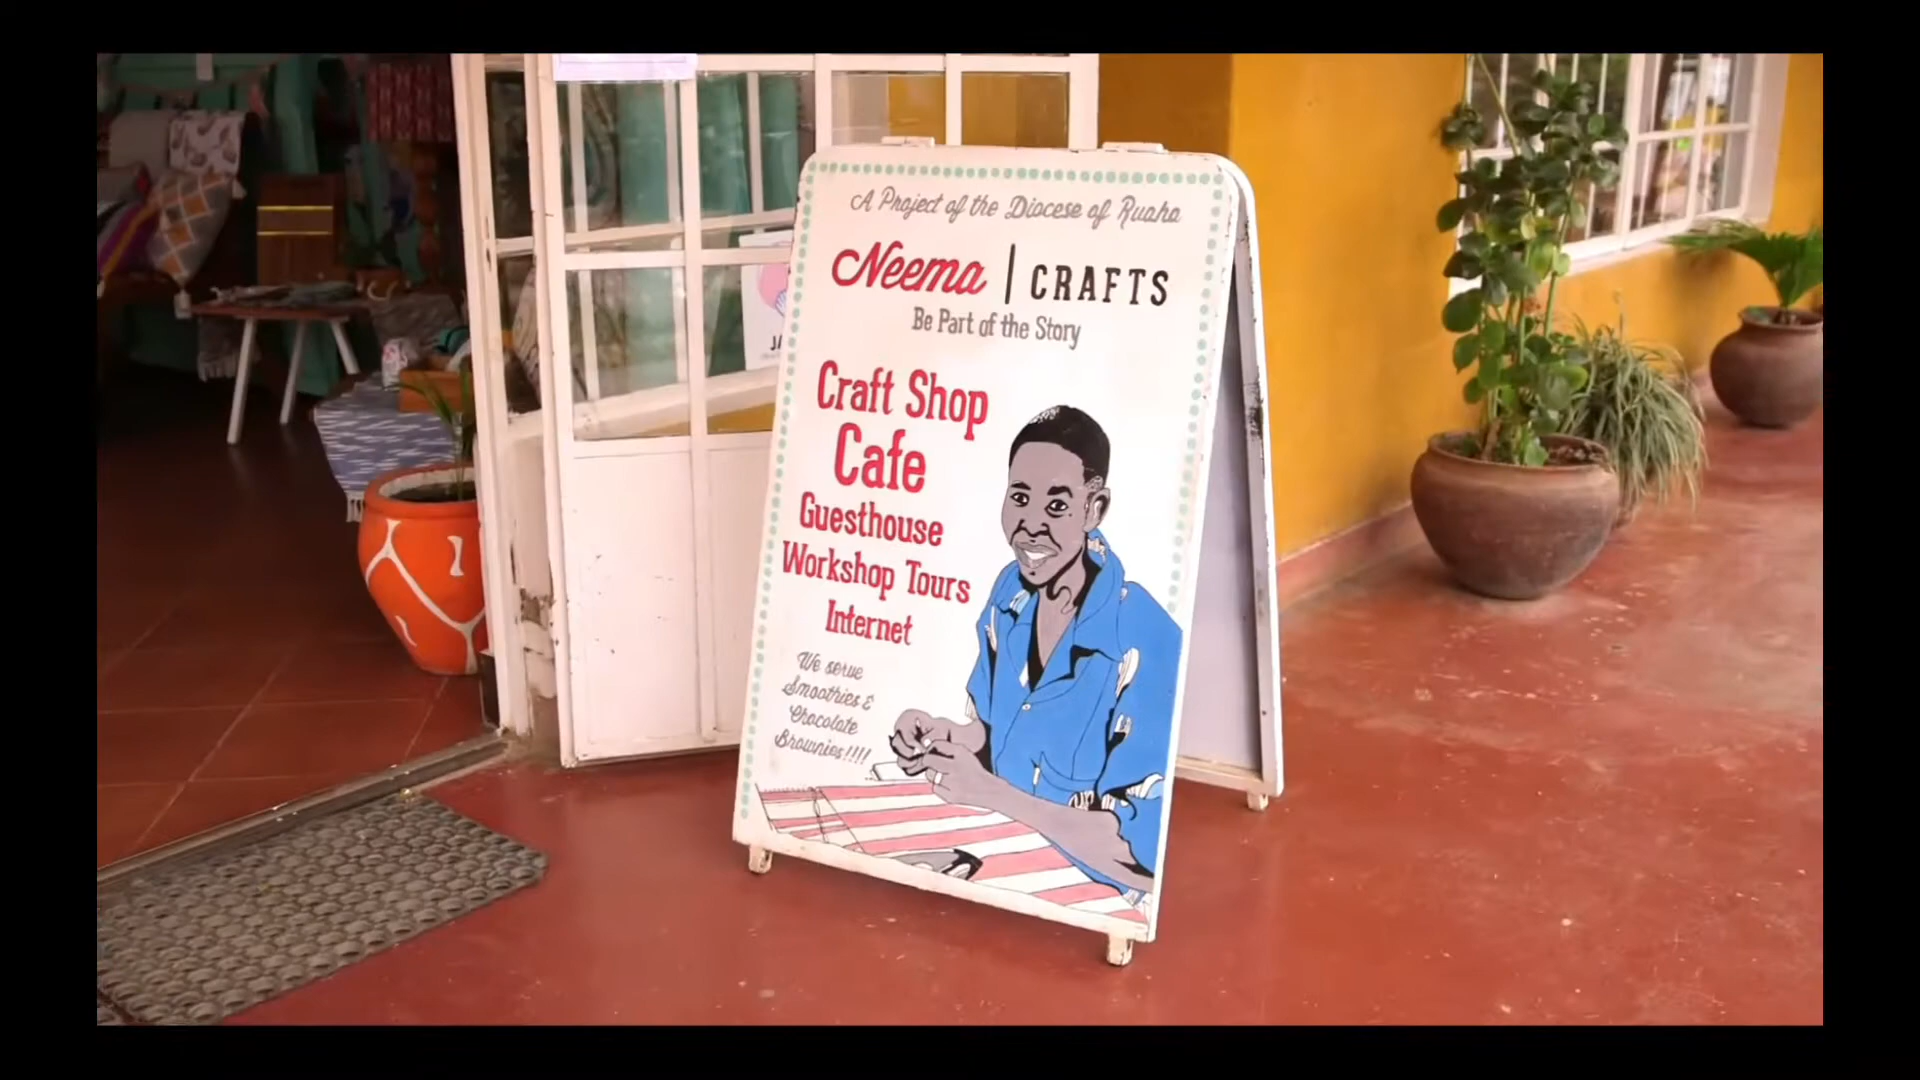 A Project of the Diocese of Ruaha
Neema | CRAFTS
Be Part of the Story
Craft Shop
Cafe
Guesthouse
Workshop Tours
Internet
We serve
Smoothies &
Chocolate
Brownies!!!!